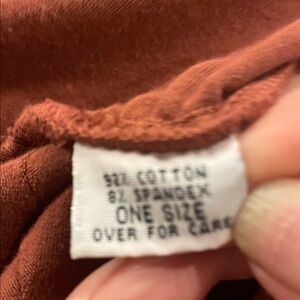 92% COTTON
8% SPANDEX
ONE SIZE
OVER FOR CARE